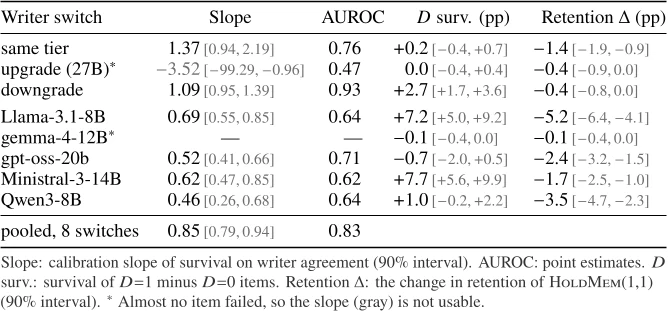 Writer switch Slope AUROC D surv. (pp) Retention Δ (pp)
same tier 1.37 [0.94, 2.19] 0.76 +0.2 [−0.4, +0.7] −1.4 [−1.9, −0.9]
upgrade (27B)* −3.52 [−99.29, −0.96] 0.47 0.0 [−0.4, +0.4] −0.4 [−0.9, 0.0]
downgrade 1.09 [0.95, 1.39] 0.93 +2.7 [+1.7, +3.6] −0.4 [−0.8, 0.0]
Llama-3.1-8B 0.69 [0.55, 0.85] 0.64 +7.2 [+5.0, +9.2] −5.2 [−6.4, −4.1]
gemma-4-12B* — — −0.1 [−0.4, 0.0] −0.1 [−0.4, 0.0]
gpt-oss-20b 0.52 [0.41, 0.66] 0.71 −0.7 [−2.0, +0.5] −2.4 [−3.2, −1.5]
Ministral-3-14B 0.62 [0.47, 0.85] 0.62 +7.7 [+5.6, +9.9] −1.7 [−2.5, −1.0]
Qwen3-8B 0.46 [0.26, 0.68] 0.64 +1.0 [−0.2, +2.2] −3.5 [−4.7, −2.3]
pooled, 8 switches 0.85 [0.79, 0.94] 0.83
Slope: calibration slope of survival on writer agreement (90% interval). AUROC: point estimates. D
surv.: survival of D=1 minus D=0 items. Retention Δ: the change in retention of HOLDMEM(1,1)
(90% interval). * Almost no item failed, so the slope (gray) is not usable.